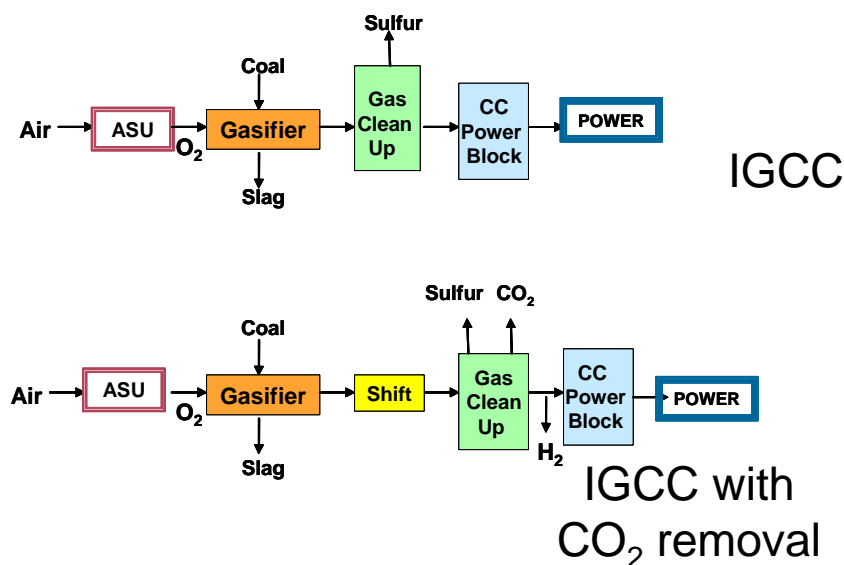 Sulfur
Coal
Air
ASU
O₂
Gasifier
Slag
Gas
Clean
Up
CC
Power
Block
POWER
IGCC
Sulfur CO₂
Coal
Air
ASU
O₂
Gasifier
Slag
Shift
Gas
Clean
Up
H₂
CC
Power
Block
POWER
IGCC with
CO₂ removal